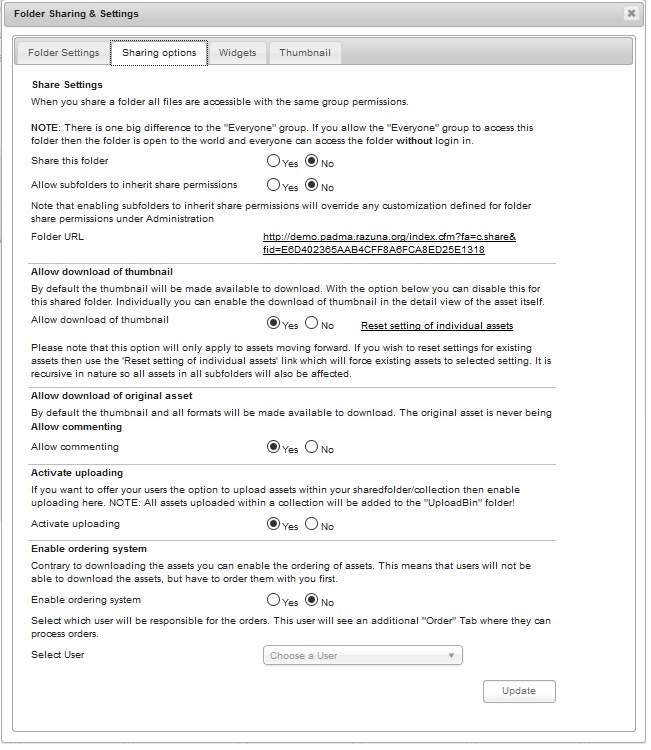 Folder Sharing & Settings
Folder Settings
Sharing options
Widgets
Thumbnail
Share Settings
When you share a folder all files are accessible with the same group permissions.
NOTE: There is one big difference to the "Everyone" group. If you allow the "Everyone" group to access this
folder then the folder is open to the world and everyone can access the folder without login in.
Share this folder Yes No
Allow subfolders to inherit share permissions Yes No
Note that enabling subfolders to inherit share permissions will override any customization defined for folder
share permissions under Administration
Folder URL http://demo.padma.razuna.org/index.cfm?fa=c.share&
fid=E6D402365AAB4CFF8A6FCA8ED25E1318
Allow download of thumbnail
By default the thumbnail will be made available to download. With the option below you can disable this for
this shared folder. Individually you can enable the download of thumbnail in the detail view of the asset itself.
Allow download of thumbnail Yes No Reset setting of individual assets
Please note that this option will only apply to assets moving forward. If you wish to reset settings for existing
assets then use the 'Reset setting of individual assets' link which will force existing assets to selected setting. It is
recursive in nature so all assets in all subfolders will also be affected.
Allow download of original asset
By default the thumbnail and all formats will be made available to download. The original asset is never being
Allow commenting
Allow commenting Yes No
Activate uploading
If you want to offer your users the option to upload assets within your sharedfolder/collection then enable
uploading here. NOTE: All assets uploaded within a collection will be added to the "UploadBin" folder!
Activate uploading Yes No
Enable ordering system
Contrary to downloading the assets you can enable the ordering of assets. This means that users will not be
able to download the assets, but have to order them with you first.
Enable ordering system Yes No
Select which user will be responsible for the orders. This user will see an additional "Order" Tab where they can
process orders.
Select User Choose a User
Update